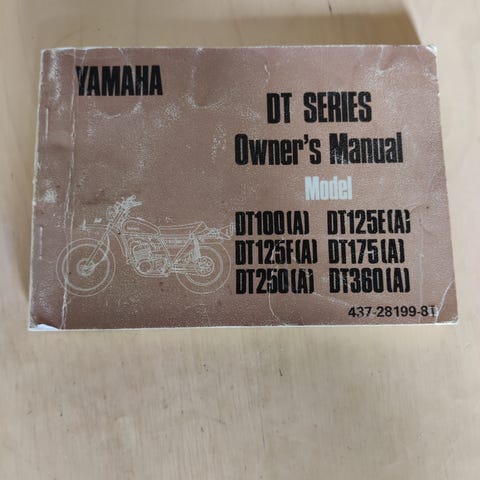 YAMAHA
DT SERIES
Owner's Manual
Model
DT100(A) DT125E(A)
DT125F(A) DT175(A)
DT250(A) DT360(A)
437-28199-81